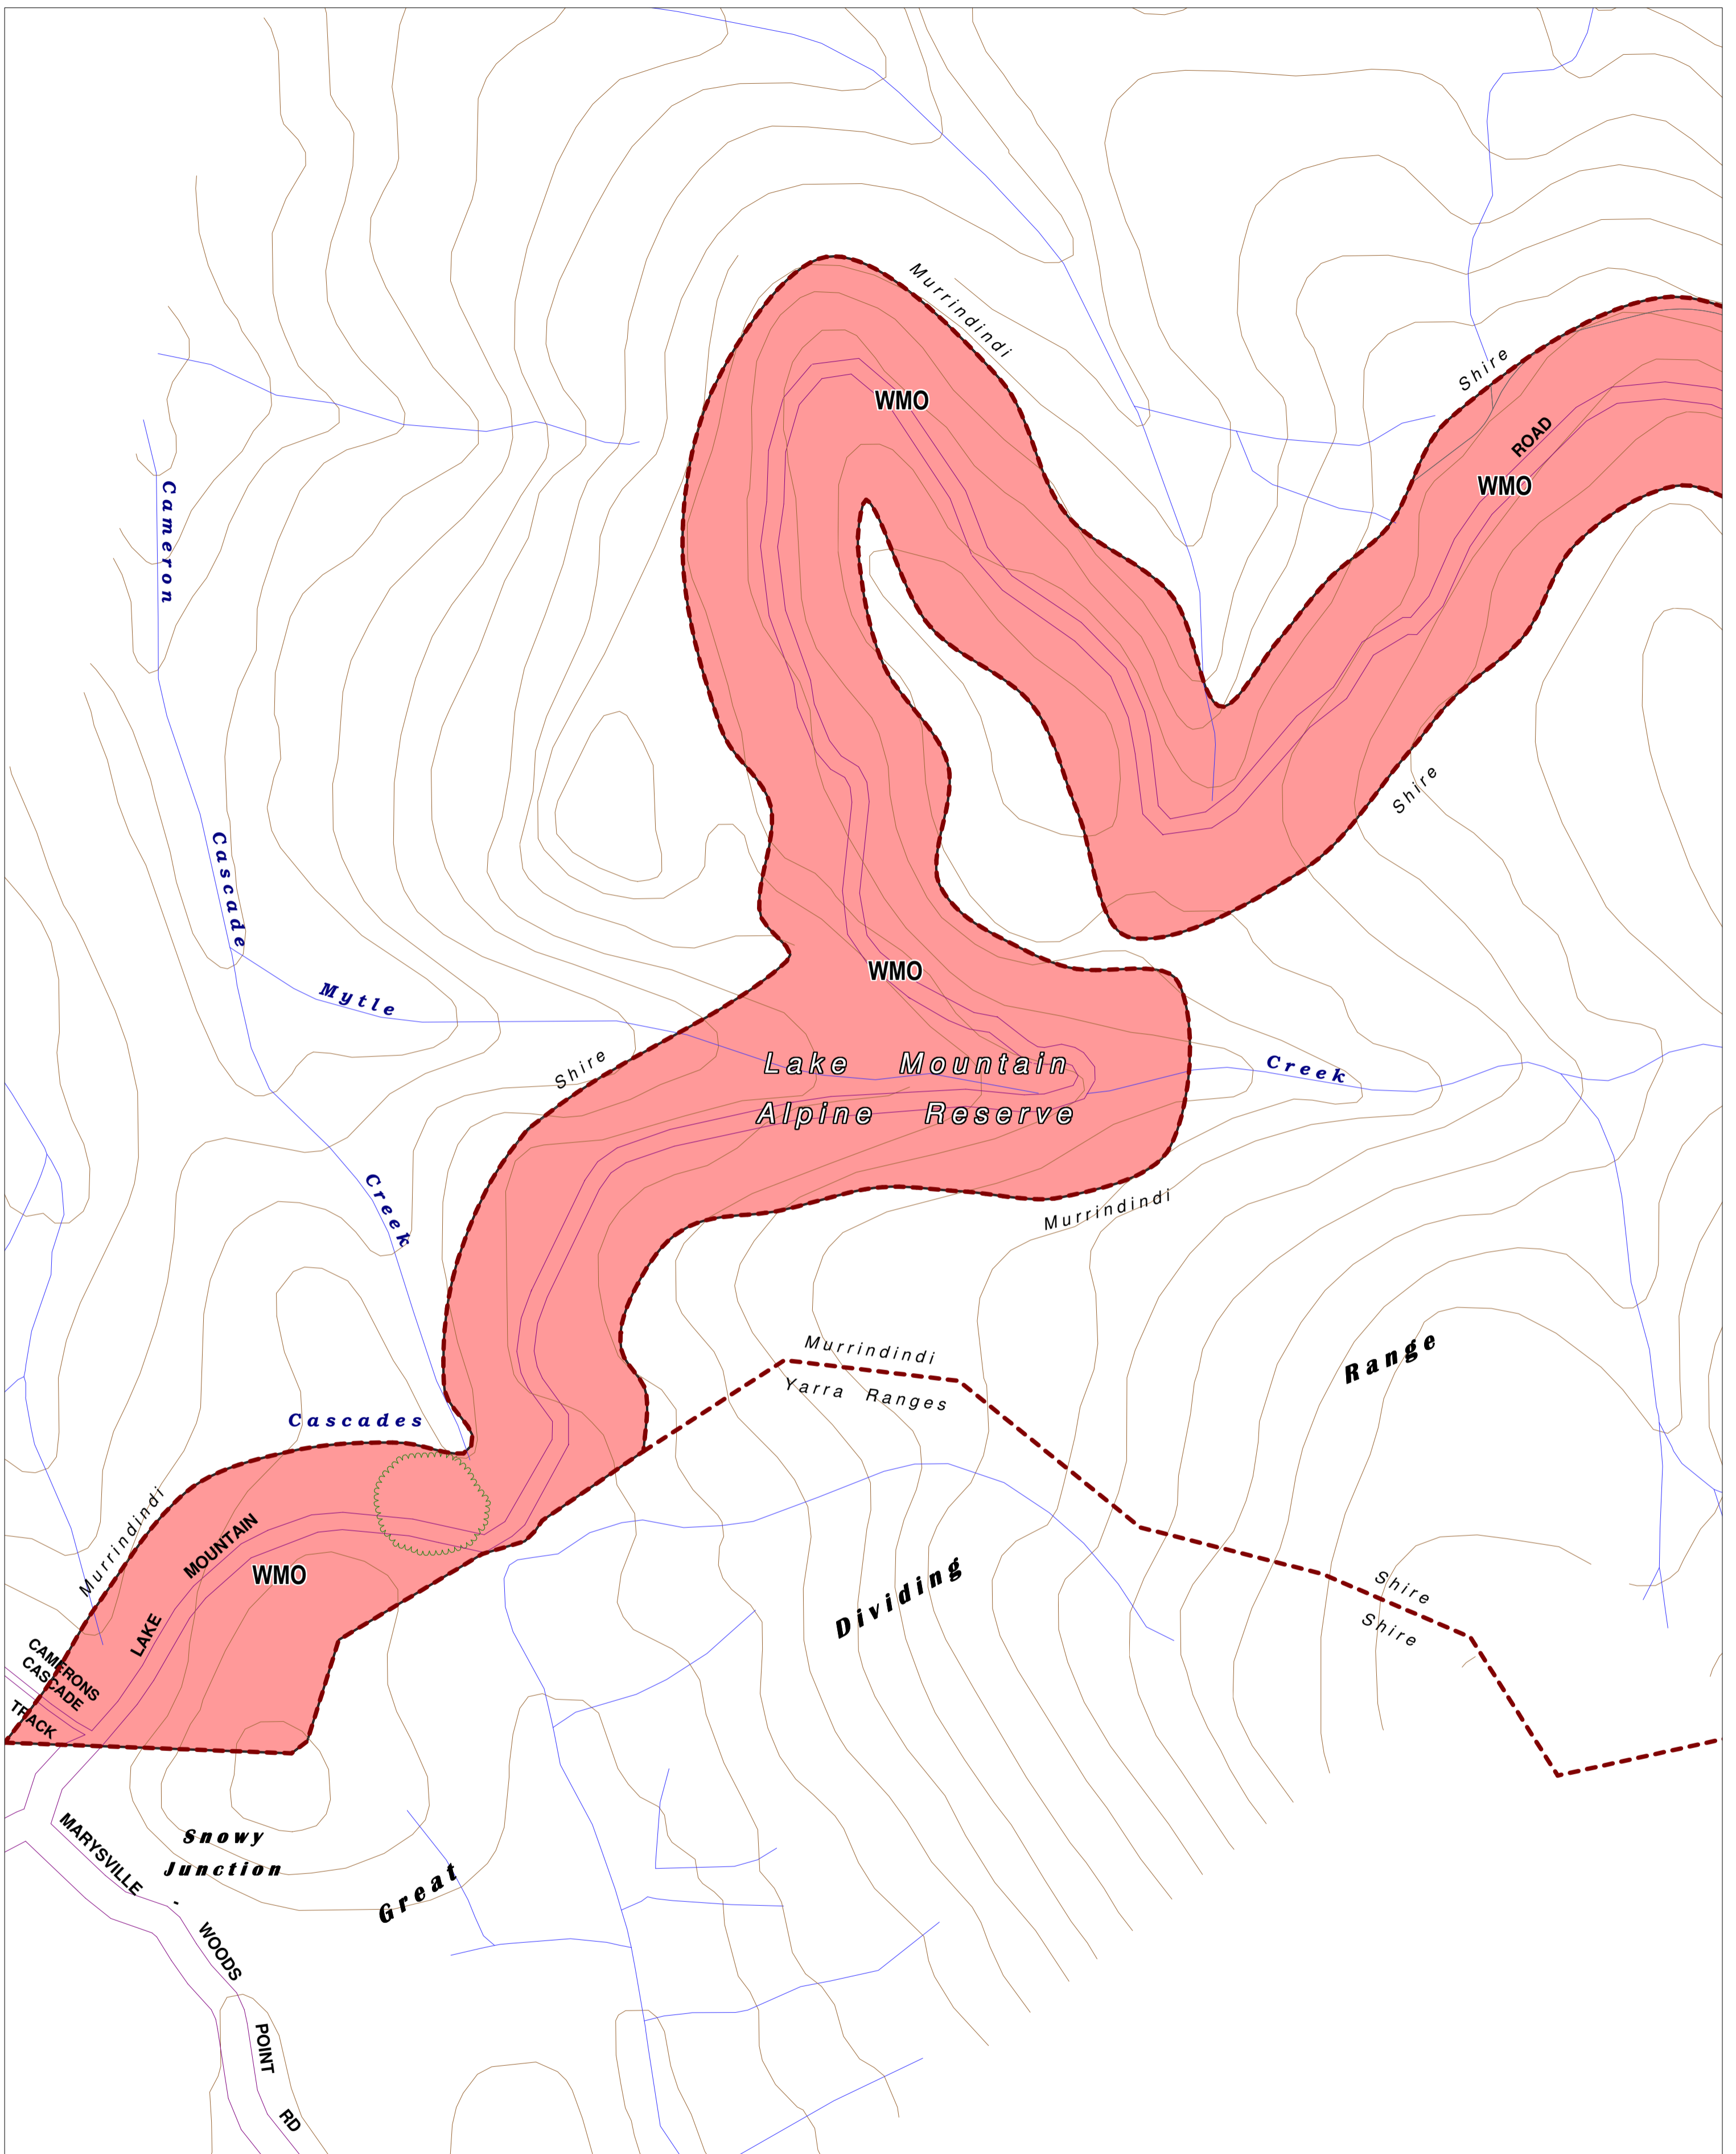 Murrindindi
Shire
WMO
ROAD
WMO
Cameron
Shire
Cascade
WMO
Mytle
Shire
Lake Mountain
Creek
Alpine Reserve
Creek
Murrindindi
Murrindindi
Range
Yarra Ranges
Cascades
Murrindindi
MOUNTAIN
WMO
Dividing
Shire
Shire
LAKE
CAMERONS
CASCADE
TRACK
MARYSVILLE
Snowy
Junction
Great
-
WOODS
POINT
RD